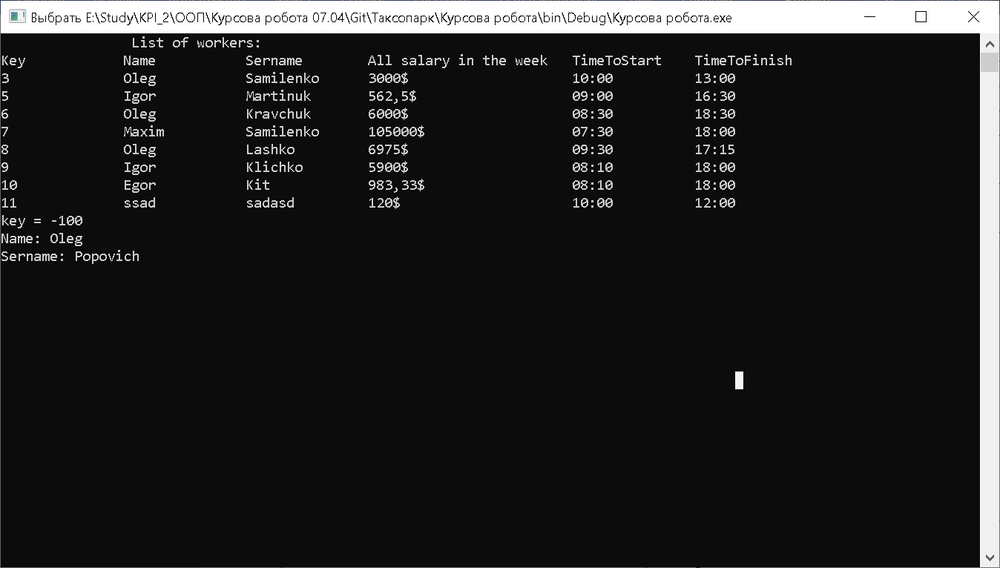 Выбрать E:\Study\KPI_2\ООП\Курсова робота 07.04\Git\Таксопарк\Курсова робота\bin\Debug\Курсова робота.exe
List of workers:
Key Name Sername All salary in the week TimeToStart TimeToFinish
3 Oleg Samilenko 3000$ 10:00 13:00
5 Igor Martinuk 562,5$ 09:00 16:30
6 Oleg Kravchuk 6000$ 08:30 18:30
7 Maxim Samilenko 105000$ 07:30 18:00
8 Oleg Lashko 6975$ 09:30 17:15
9 Igor Klichko 5900$ 08:10 18:00
10 Egor Kit 983,33$ 08:10 18:00
11 ssad sadasd 120$ 10:00 12:00
key = -100
Name: Oleg
Sername: Popovich